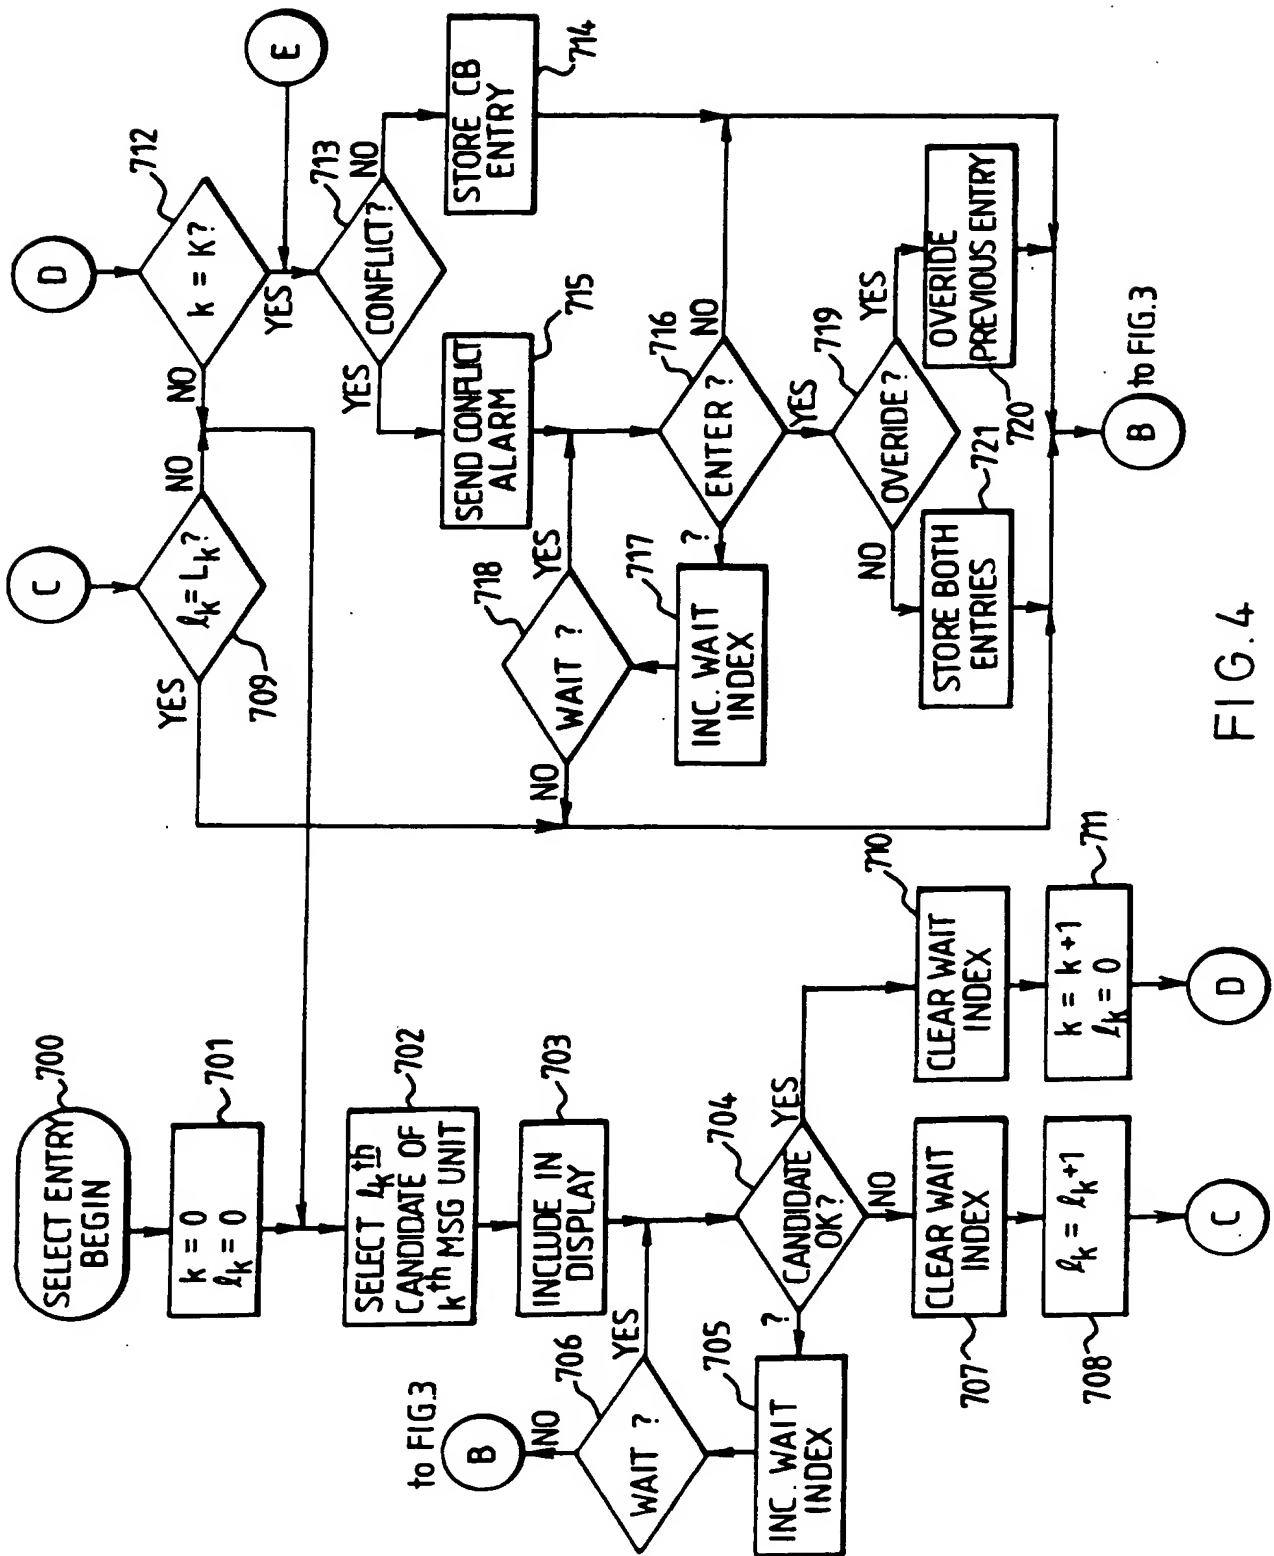 SELECT ENTRY
BEGIN
700
k = 0
ℓk = 0
701
SELECT ℓk th
CANDIDATE OF
kth MSG UNIT
702
INCLUDE IN
DISPLAY
703
CANDIDATE
OK?
704
YES
NO
?
INC. WAIT
INDEX
705
WAIT ?
706
YES
NO
B
to FIG.3
CLEAR WAIT
INDEX
707
ℓk = ℓk+1
708
C
CLEAR WAIT
INDEX
710
k = k+1
ℓk = 0
711
D
C
ℓk = Lk?
709
YES
NO
D
k = K?
712
NO
YES
E
CONFLICT?
713
YES
NO
STORE CB
ENTRY
714
SEND CONFLICT
ALARM
715
ENTER ?
716
NO
YES
?
INC. WAIT
INDEX
717
WAIT ?
718
YES
NO
OVERRIDE?
719
YES
NO
OVERRIDE
PREVIOUS ENTRY
720
STORE BOTH
ENTRIES
721
B
to FIG.3
FIG.4